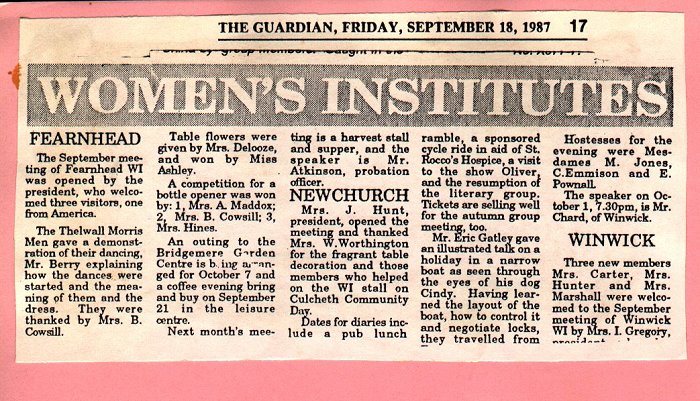 THE GUARDIAN, FRIDAY, SEPTEMBER 18, 1987 17
WOMEN'S INSTITUTES
FEARNHEAD
The September mee-
ting of Fearnhead WI
was opened by the
president, who welco-
med three visitors, one
from America.
The Thelwall Morris
Men gave a demonst-
ration of their dancing,
Mr. Berry explaining
how the dances were
started and the mea-
ning of them and the
dress. They were
thanked by Mrs. B.
Cowsill.
Table flowers were
given by Mrs. Delooze,
and won by Miss
Ashley.
A competition for a
bottle opener was won
by: 1, Mrs. A. Maddox;
2, Mrs. B. Cowsill; 3,
Mrs. Hines.
An outing to the
Bridgemere Garden
Centre is being arran-
ged for October 7 and
a coffee evening bring
and buy on September
21 in the leisure
centre.
Next month's mee-
ting is a harvest stall
and supper, and the
speaker is Mr.
Atkinson, probation
officer.
NEWCHURCH
Mrs. J. Hunt,
president, opened the
meeting and thanked
Mrs. W.Worthington
for the fragrant table
decoration and those
members who helped
on the WI stall on
Culcheth Community
Day.
Dates for diaries inc-
lude a pub lunch
ramble, a sponsored
cycle ride in aid of St.
Rocco's Hospice, a visit
to the show Oliver,
and the resumption of
the literary group.
Tickets are selling well
for the autumn group
meeting, too.
Mr. Eric Gatley gave
an illustrated talk on a
holiday in a narrow
boat as seen through
the eyes of his dog
Cindy. Having lear-
ned the layout of the
boat, how to control it
and negotiate locks,
they travelled from
Hostesses for the
evening were Mes-
dames M. Jones,
C.Emmison and E.
Pownall.
The speaker on Oc-
tober 1, 7.30pm, is Mr.
Chard, of Winwick.
WINWICK
Three new members
Mrs. Carter, Mrs.
Hunter and Mrs.
Marshall were welco-
med to the September
meeting of Winwick
WI by Mrs. I. Gregory,